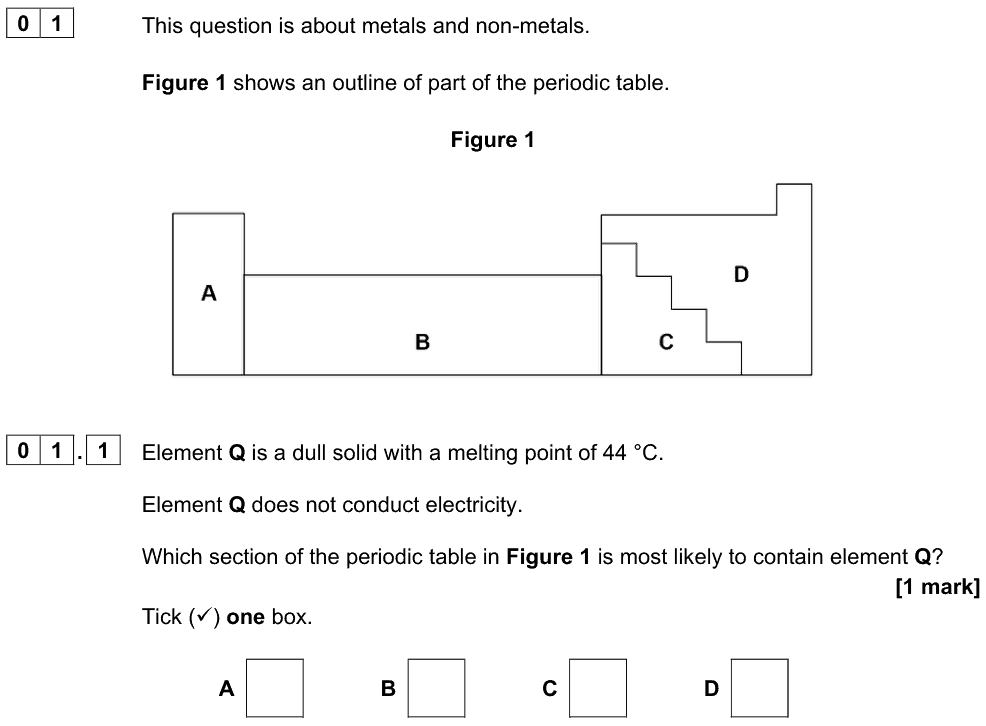 0 1 This question is about metals and non-metals.
Figure 1 shows an outline of part of the periodic table.
Figure 1
A
B
C
D
0 1 . 1 Element Q is a dull solid with a melting point of 44 °C.
Element Q does not conduct electricity.
Which section of the periodic table in Figure 1 is most likely to contain element Q?
[1 mark]
Tick (✓) one box.
A B C D